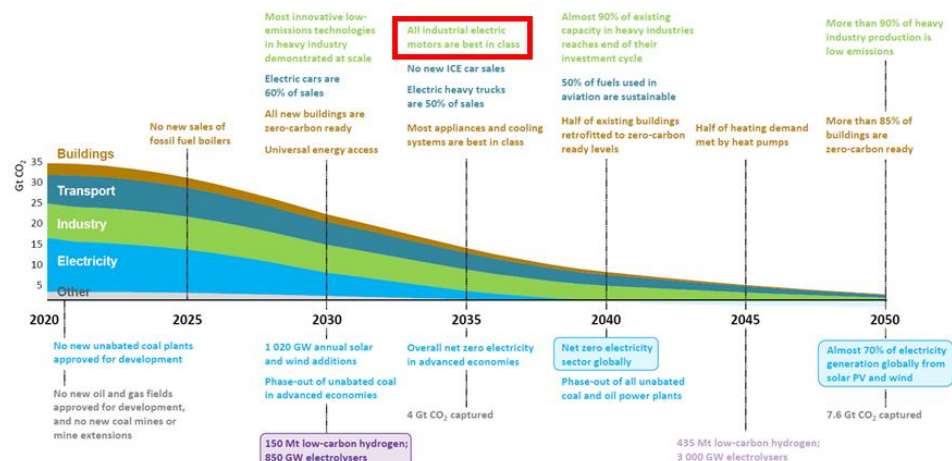 Most innovative low-
emissions technologies
in heavy industry
demonstrated at scale
Electric cars are
60% of sales
All new buildings are
zero-carbon ready
Universal energy access
All industrial electric
motors are best in class
No new ICE car sales
Electric heavy trucks
are 50% of sales
Most appliances and cooling
systems are best in class
Almost 90% of existing
capacity in heavy industries
reaches end of their
investment cycle
50% of fuels used in
aviation are sustainable
Half of existing buildings
retrofitted to zero-carbon
ready levels
More than 90% of heavy
industry production is
low emissions
More than 85% of
buildings are
zero-carbon ready
No new sales of
fossil fuel boilers
Half of heating demand
met by heat pumps
Gt CO₂
35
30
25
20
15
10
5
Buildings
Transport
Industry
Electricity
Other
2020 2025 2030 2035 2040 2045 2050
No new unabated coal plants
approved for development
No new oil and gas fields
approved for development,
and no new coal mines or
mine extensions
1 020 GW annual solar
and wind additions
Phase-out of unabated coal
in advanced economies
150 Mt low-carbon hydrogen;
850 GW electrolysers
Overall net zero electricity
in advanced economies
4 Gt CO₂ captured
Net zero electricity
sector globally
Phase-out of all unabated
coal and oil power plants
435 Mt low-carbon hydrogen;
3 000 GW electrolysers
Almost 70% of electricity
generation globally from
solar PV and wind
7.6 Gt CO₂ captured